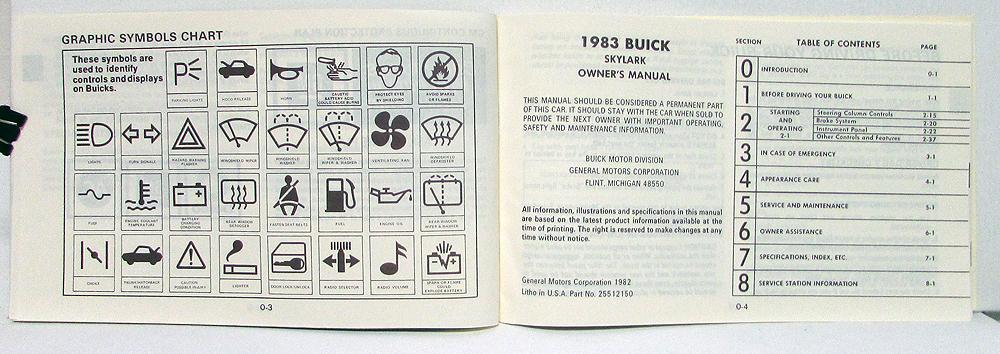 GRAPHIC SYMBOLS CHART
These symbols are
used to identify
controls and displays
on Buicks.
PARKING LIGHTS
HOOD RELEASE
HORN
CAUSTIC
BATTERY ACID
COULD CAUSE BURNS
PROTECT EYES
BY SHIELDING
AVOID SPARKS
OR FLAMES
LIGHTS
TURN SIGNALS
HAZARD WARNING
FLASHER
WINDSHIELD WIPER
WINDSHIELD
WASHER
WINDSHIELD
WIPER & WASHER
VENTILATING FAN
WINDSHIELD
DEFROSTER
FUSE
ENGINE COOLANT
TEMPERATURE
BATTERY
CHARGING
CONDITION
REAR WINDOW
DEFOGGER
FASTEN SEAT BELTS
FUEL
ENGINE OIL
REAR WINDOW
WIPER & WASHER
CHOKE
TRUNK/HATCHBACK
RELEASE
CAUTION
POSSIBLE INJURY
LIGHTER
DOOR LOCK/UNLOCK
RADIO SELECTOR
RADIO VOLUME
SPARK OR FLAME
COULD
EXPLODE BATTERY
0-3
1983 BUICK
SKYLARK
OWNER'S MANUAL
THIS MANUAL SHOULD BE CONSIDERED A PERMANENT PART
OF THIS CAR. IT SHOULD STAY WITH THE CAR WHEN SOLD TO
PROVIDE THE NEXT OWNER WITH IMPORTANT OPERATING,
SAFETY AND MAINTENANCE INFORMATION.
BUICK MOTOR DIVISION
GENERAL MOTORS CORPORATION
FLINT, MICHIGAN 48550
All information, illustrations and specifications in this manual
are based on the latest product information available at the
time of printing. The right is reserved to make changes at any
time without notice.
General Motors Corporation 1982
Litho in U.S.A. Part No. 25512150
SECTION TABLE OF CONTENTS PAGE
0 INTRODUCTION 0-1
1 BEFORE DRIVING YOUR BUICK 1-1
2 STARTING AND OPERATING 2-1
Steering Column Controls 2-15
Brake System 2-20
Instrument Panel 2-22
Other Controls and Features 2-37
3 IN CASE OF EMERGENCY 3-1
4 APPEARANCE CARE 4-1
5 SERVICE AND MAINTENANCE 5-1
6 OWNER ASSISTANCE 6-1
7 SPECIFICATIONS, INDEX, ETC. 7-1
8 SERVICE STATION INFORMATION 8-1
0-4